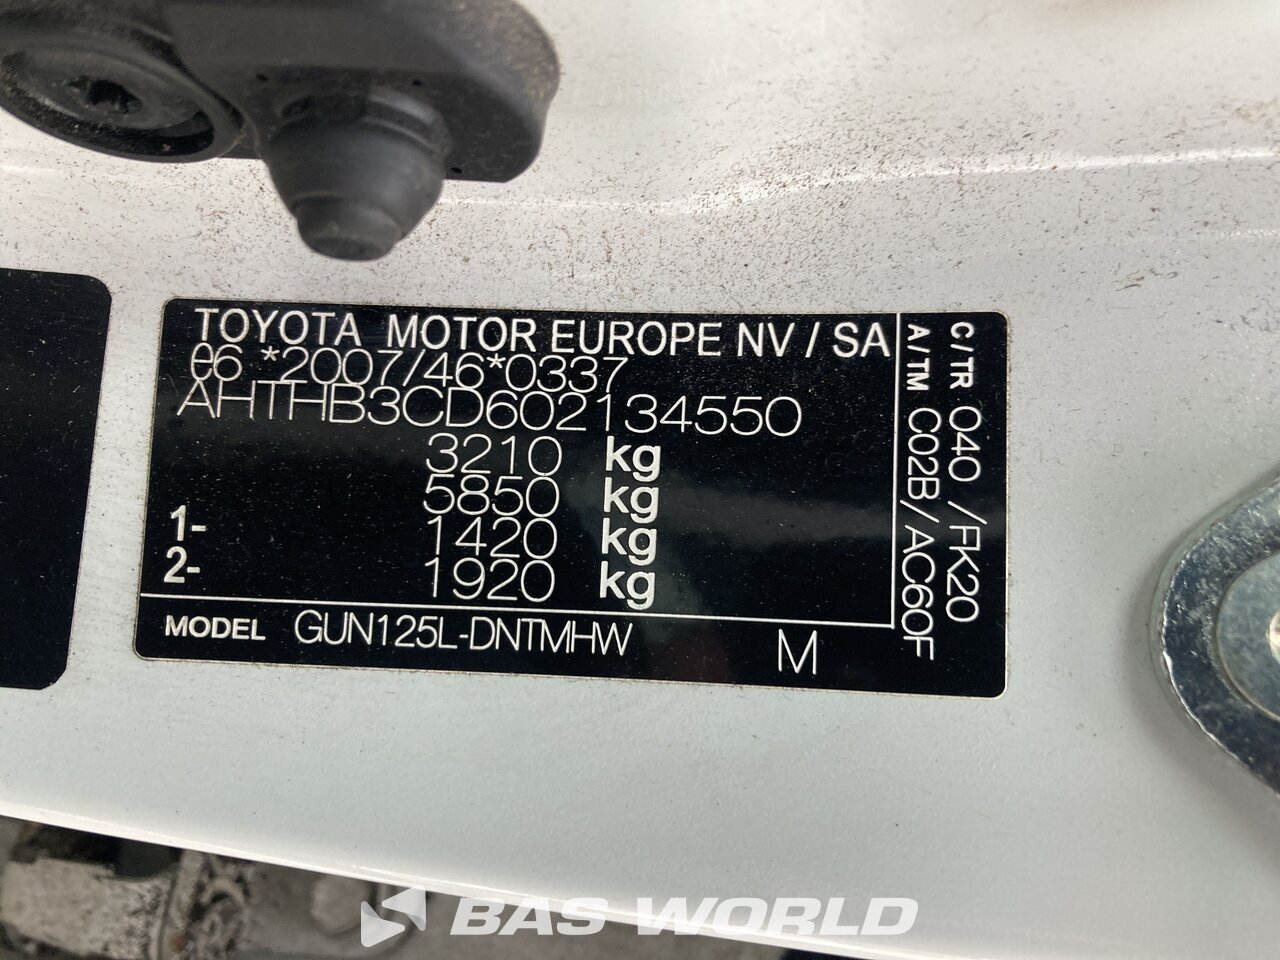 TOYOTA MOTOR EUROPE NV / SA
e6 *2007/46*0337
AHTHB3CD602134550
3210 kg
5850 kg
1- 1420 kg
2- 1920 kg
MODEL GUN125L-DNTMHW M
C/TR 040 /FK20
A/TM C02B/AC60F
BAS WORLD